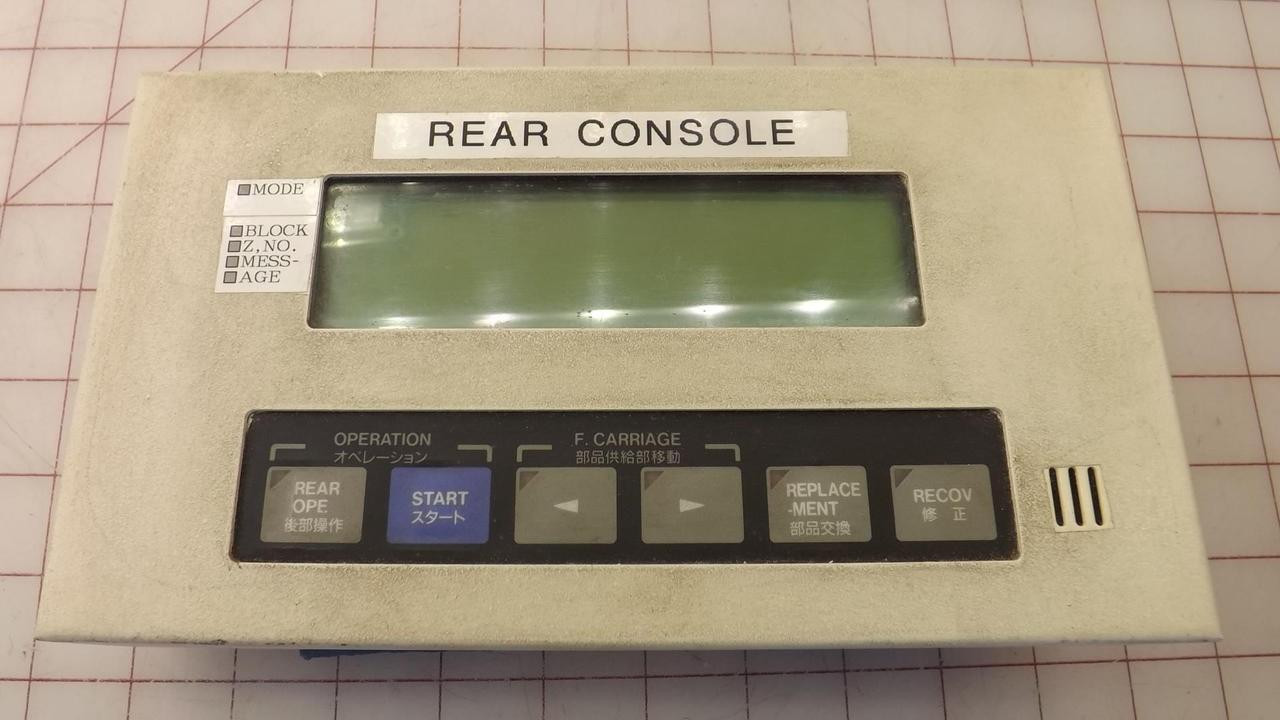 REAR CONSOLE
■MODE
■BLOCK
■Z,NO.
■MESS-
■AGE
OPERATION
オペレーション
F. CARRIAGE
部品供給部移動
REAR
OPE.
後部操作
START
スタート
◄
►
REPLACE
-MENT
部品交換
RECOV
修 正